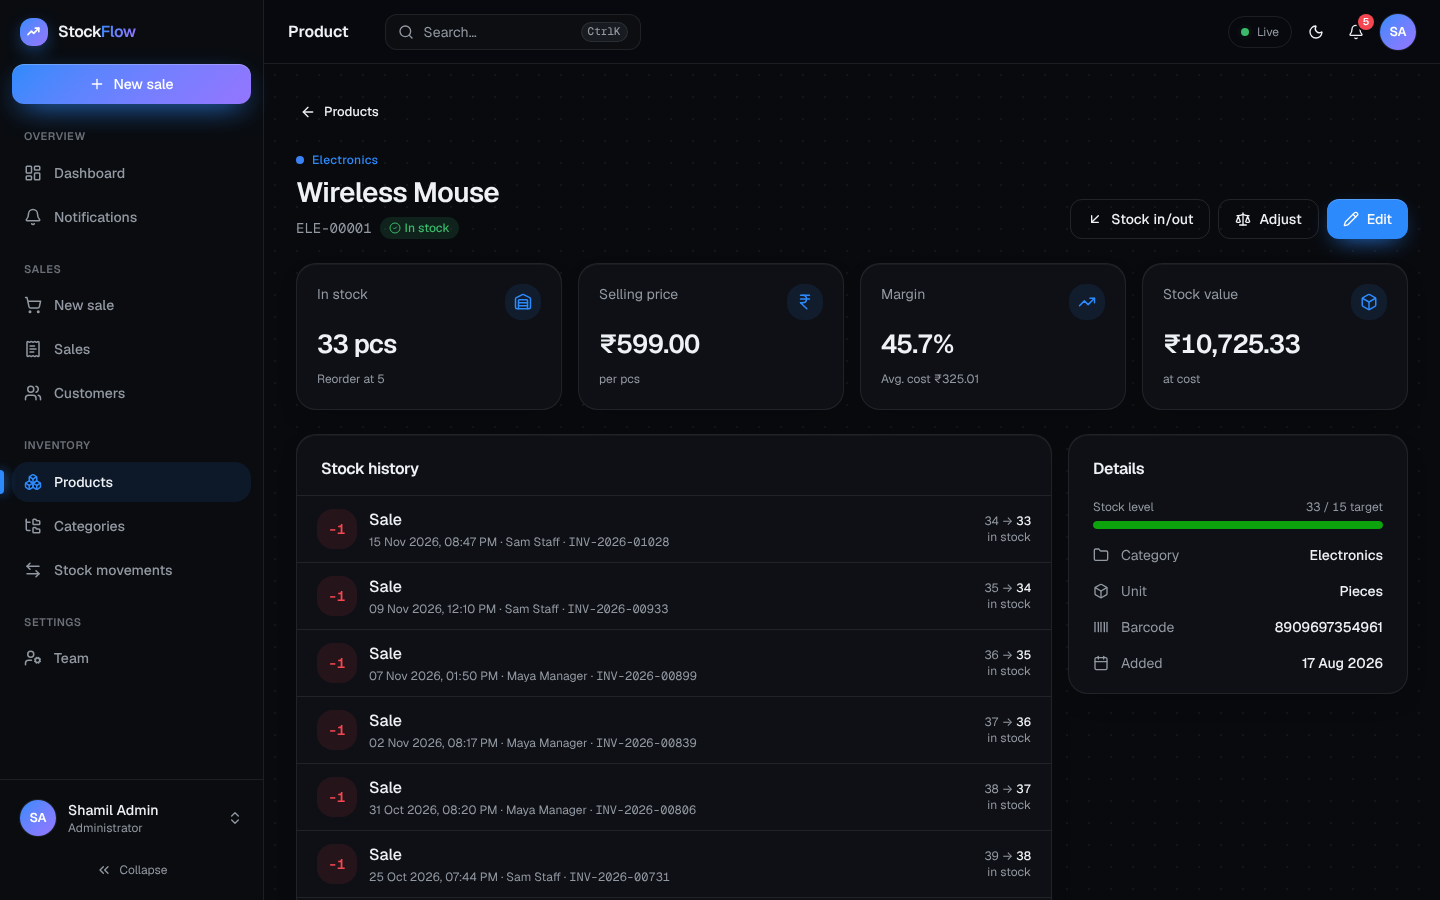 StockFlow
New sale
OVERVIEW
Dashboard
Notifications
SALES
New sale
Sales
Customers
INVENTORY
Products
Categories
Stock movements
SETTINGS
Team
SA
Shamil Admin
Administrator
Collapse
Product
Search...
CtrlK
Live
5
SA
Products
Electronics
Wireless Mouse
ELE-00001
In stock
Stock in/out
Adjust
Edit
In stock
33 pcs
Reorder at 5
Selling price
₹599.00
per pcs
Margin
45.7%
Avg. cost ₹325.01
Stock value
₹10,725.33
at cost
Stock history
-1
Sale
15 Nov 2026, 08:47 PM · Sam Staff · INV-2026-01028
34 → 33
in stock
-1
Sale
09 Nov 2026, 12:10 PM · Sam Staff · INV-2026-00933
35 → 34
in stock
-1
Sale
07 Nov 2026, 01:50 PM · Maya Manager · INV-2026-00899
36 → 35
in stock
-1
Sale
02 Nov 2026, 08:17 PM · Maya Manager · INV-2026-00839
37 → 36
in stock
-1
Sale
31 Oct 2026, 08:20 PM · Maya Manager · INV-2026-00806
38 → 37
in stock
-1
Sale
25 Oct 2026, 07:44 PM · Sam Staff · INV-2026-00731
39 → 38
in stock
Details
Stock level
33 / 15 target
Category
Electronics
Unit
Pieces
Barcode
8909697354961
Added
17 Aug 2026